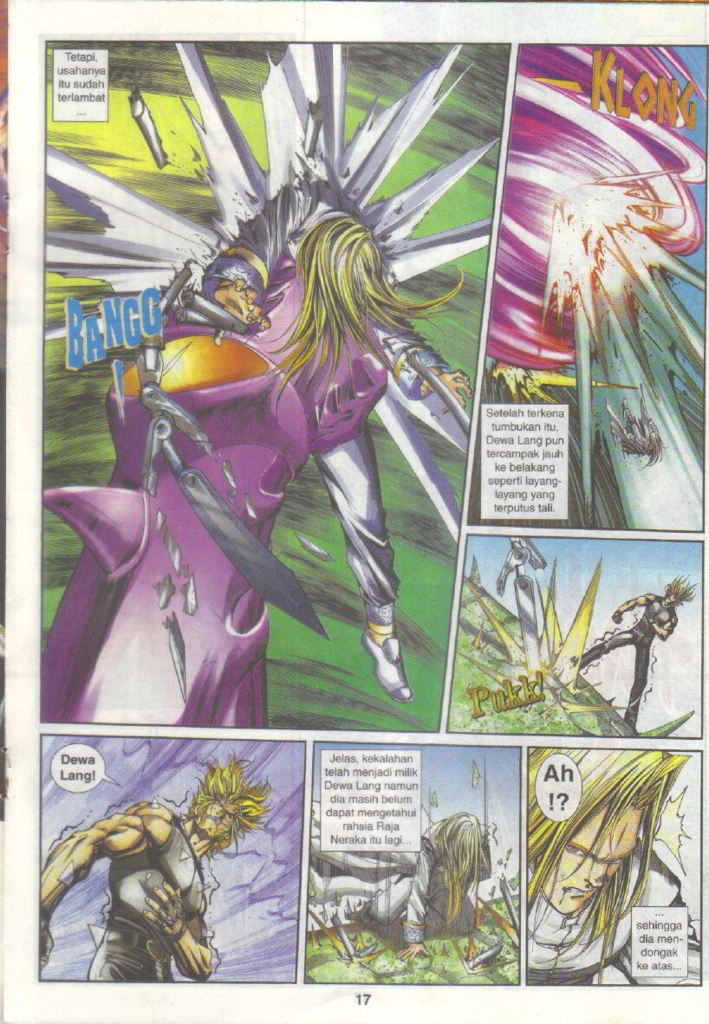 Tetapi,
usahanya
itu sudah
terlambat
...
BANGG
!
KLONG
Setelah terkena
tumbukan itu,
Dewa Lang pun
tercampak jauh
ke belakang
seperti layang-
layang yang
terputus tali.
Pukk!
Dewa
Lang!
Jelas, kekalahan
telah menjadi milik
Dewa Lang namun
dia masih belum
dapat mengetahui
rahsia Raja
Neraka itu lagi...
Ah
!?
...
sehingga
dia men-
dongak
ke atas...
17